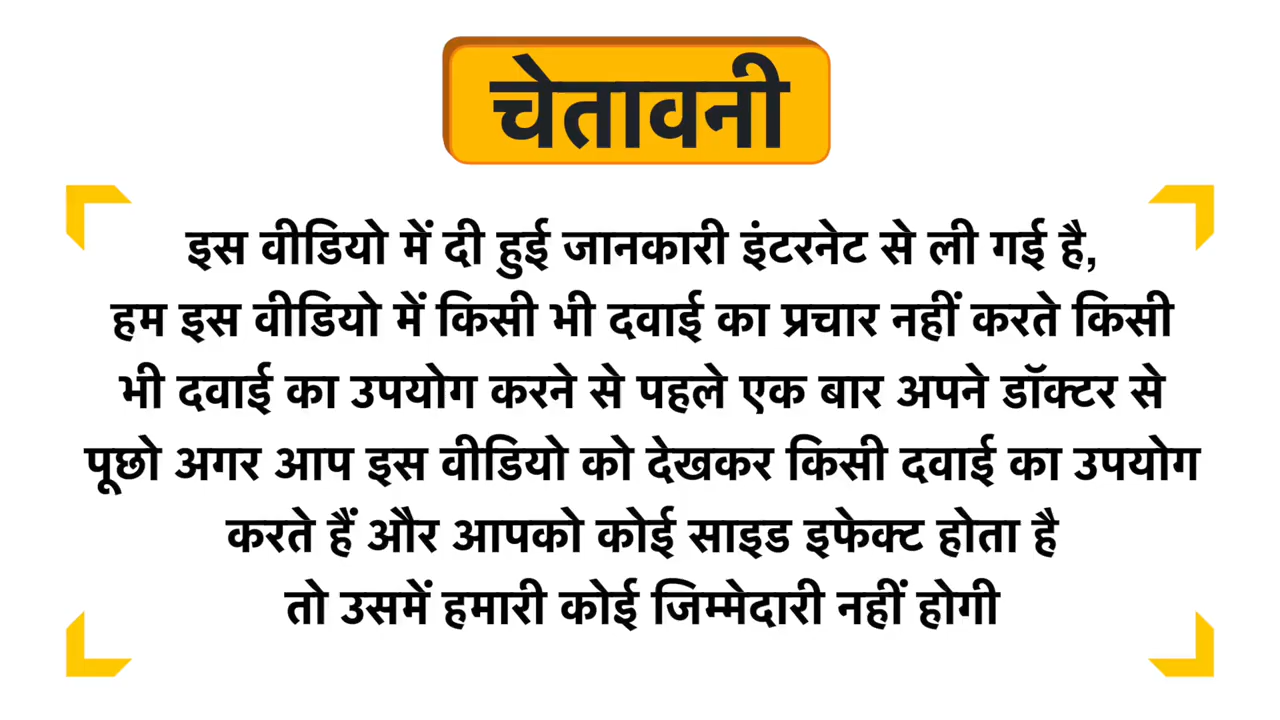 चेतावनी
इस वीडियो में दी हुई जानकारी इंटरनेट से ली गई है,
हम इस वीडियो में किसी भी दवाई का प्रचार नहीं करते किसी
भी दवाई का उपयोग करने से पहले एक बार अपने डॉक्टर से
पूछो अगर आप इस वीडियो को देखकर किसी दवाई का उपयोग
करते हैं और आपको कोई साइड इफेक्ट होता है
तो उसमें हमारी कोई जिम्मेदारी नहीं होगी